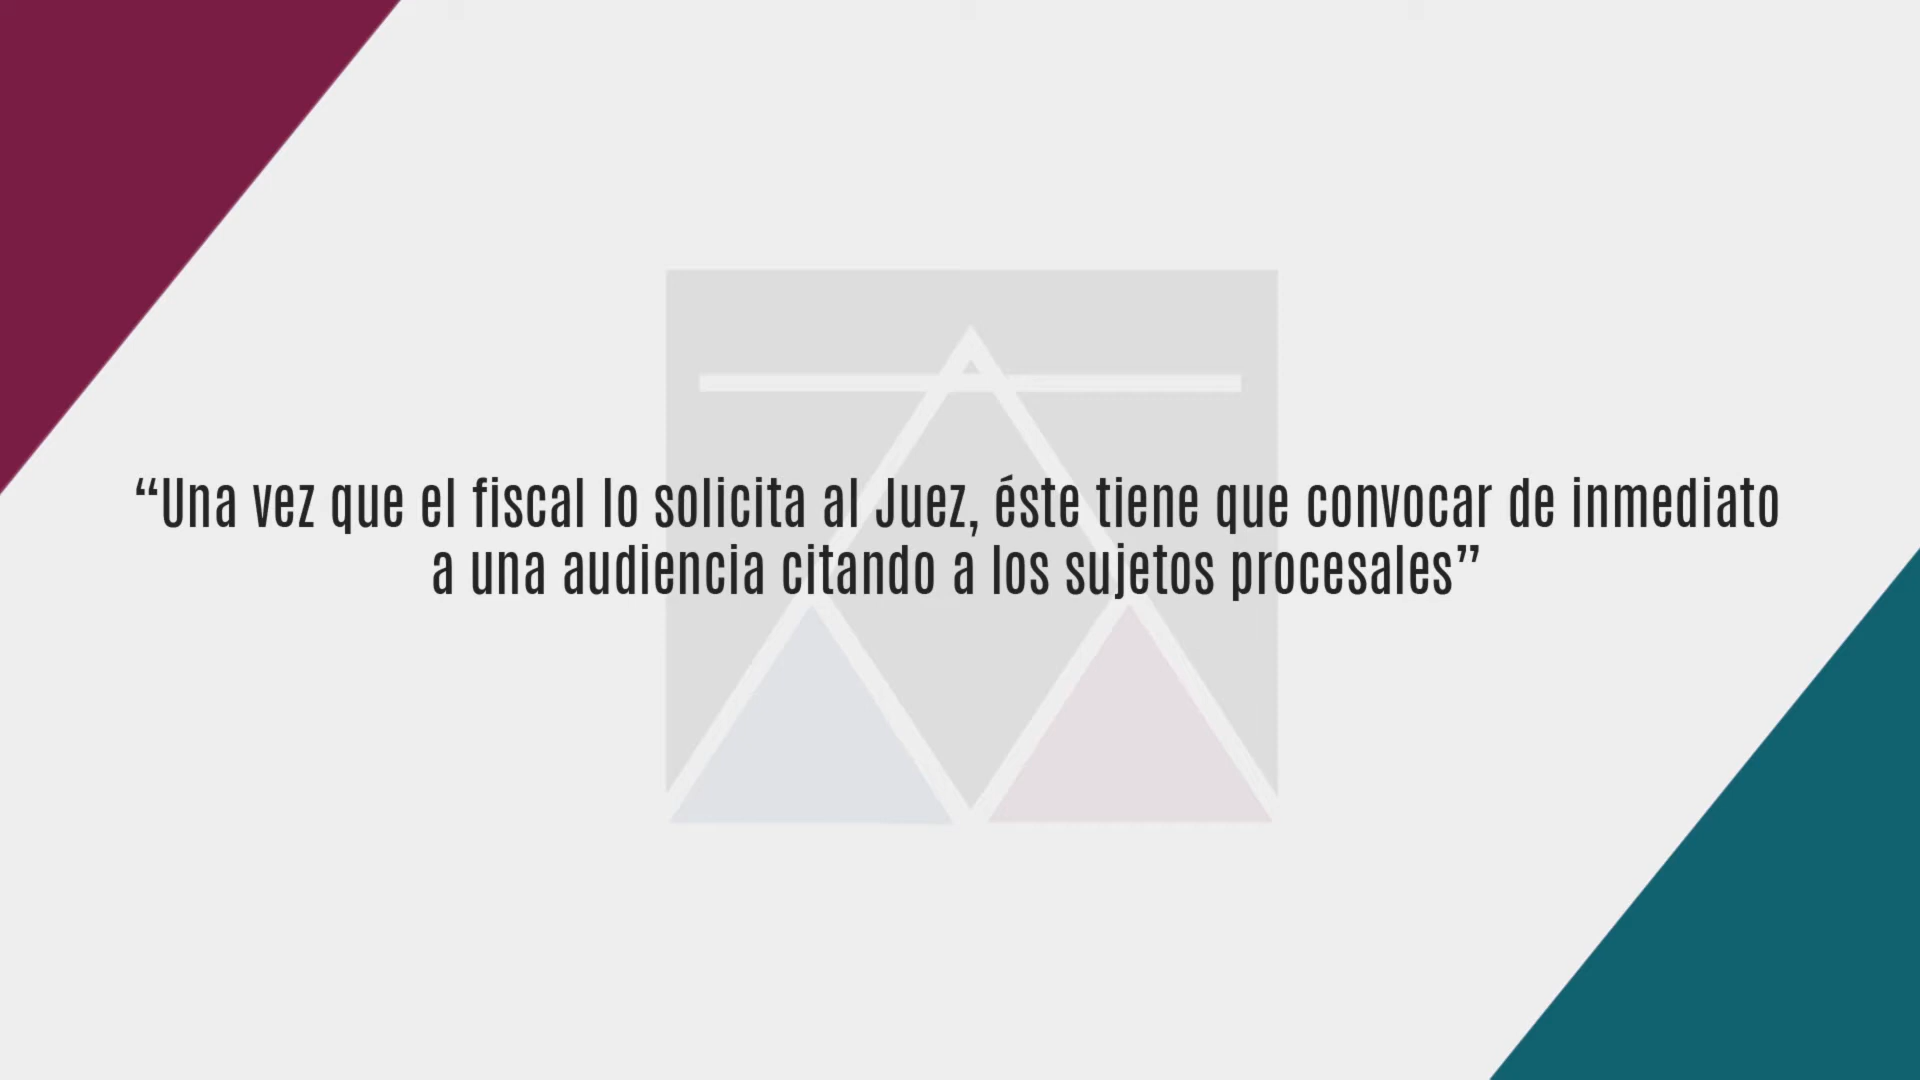 “Una vez que el fiscal lo solicita al Juez, éste tiene que convocar de inmediato
a una audiencia citando a los sujetos procesales”